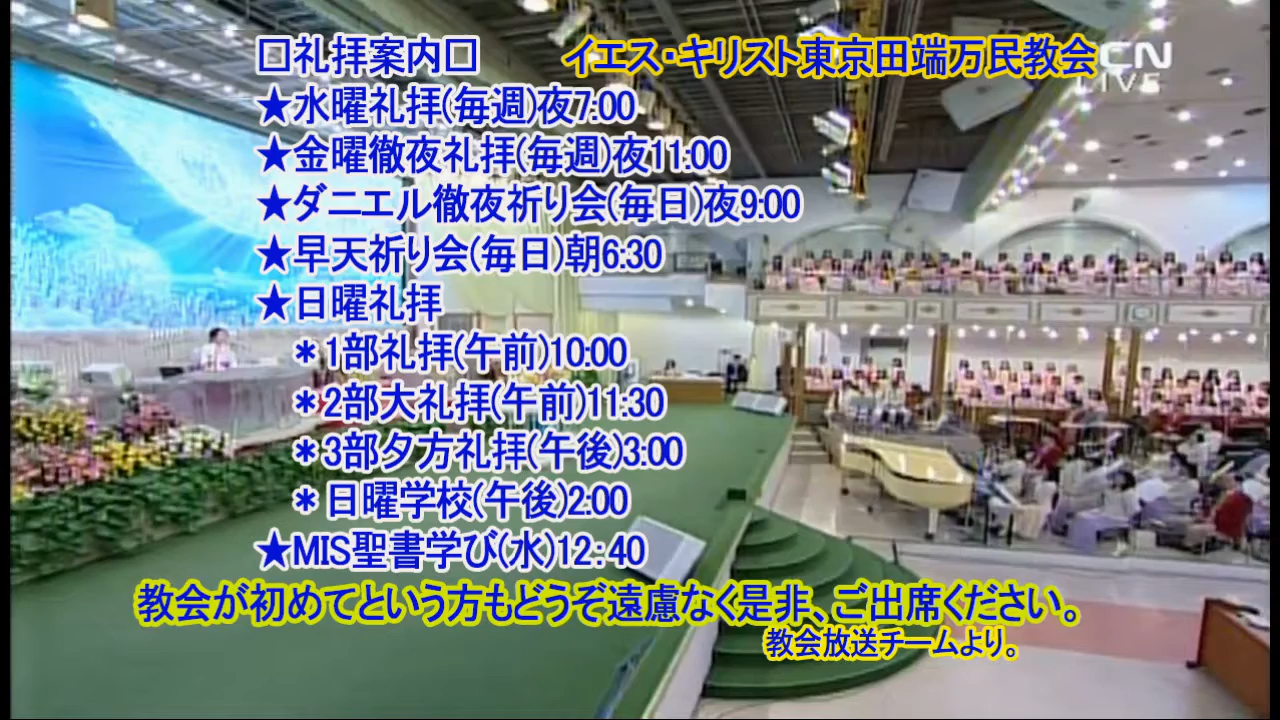 □礼拝案内□ イエス・キリスト東京田端万民教会
CN
LIVE
★水曜礼拝(毎週)夜7:00
★金曜徹夜礼拝(毎週)夜11:00
★ダニエル徹夜祈り会(毎日)夜9:00
★早天祈り会(毎日)朝6:30
★日曜礼拝
＊1部礼拝(午前)10:00
＊2部大礼拝(午前)11:30
＊3部夕方礼拝(午後)3:00
＊日曜学校(午後)2:00
★MIS聖書学び(水)12:40
教会が初めてという方もどうぞ遠慮なく是非、ご出席ください。
教会放送チームより。